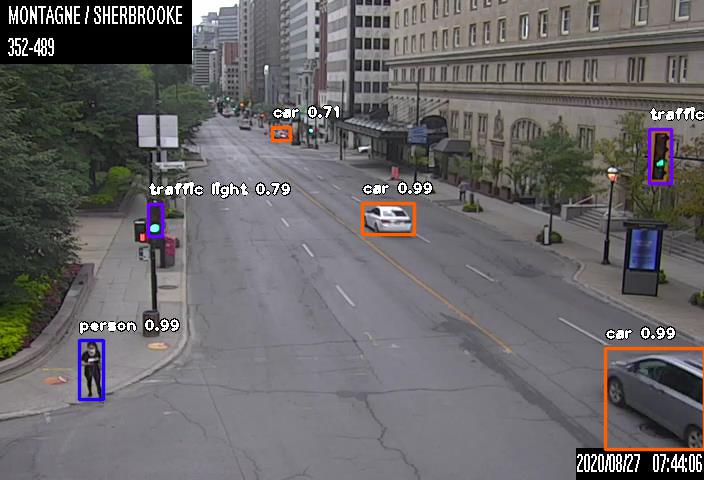 MONTAGNE / SHERBROOKE
352-489
car 0.71
traffic
traffic light 0.79
car 0.99
person 0.99
car 0.99
2020/08/27 07:44:06